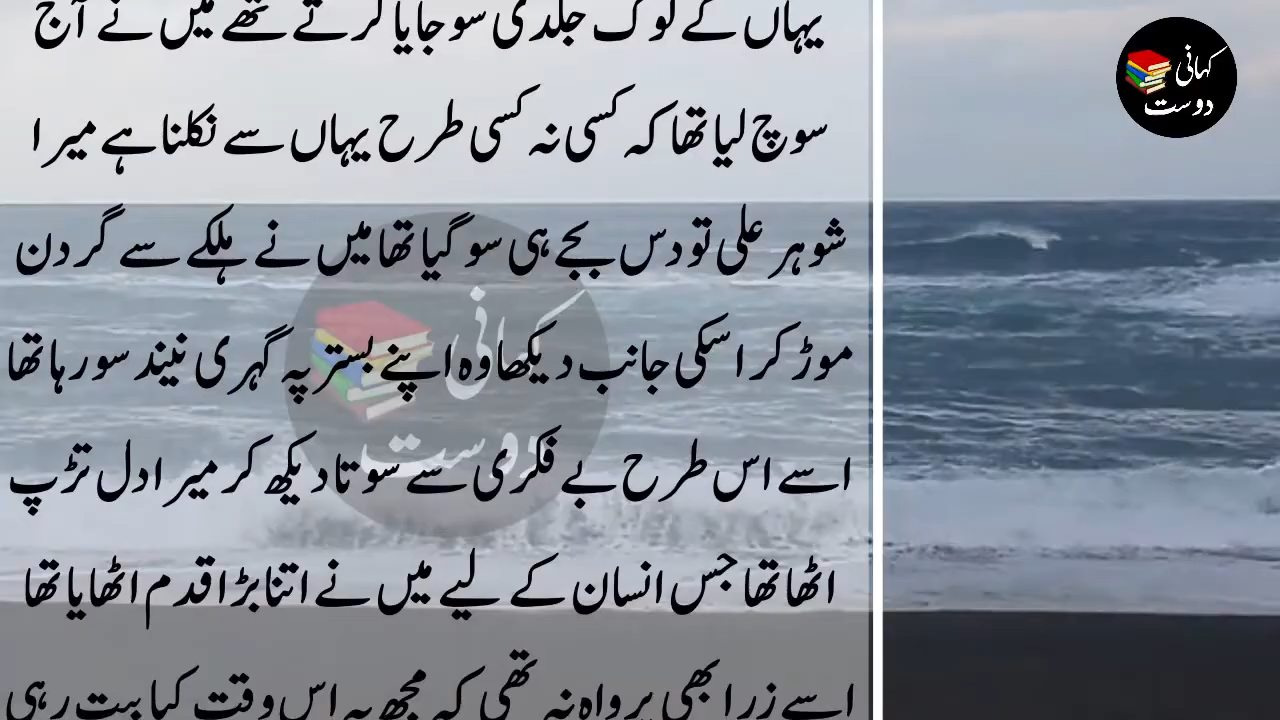 یہاں کے لوگ جلدی سو جایا کرتے تھے میں نے آج
سوچ لیا تھا کہ کسی نہ کسی طرح یہاں سے نکلنا ہے میرا
شوہر علی تو دس بجے ہی سو گیا تھا میں نے ہلکے سے گردن
موڑ کر اسکی جانب دیکھا وہ اپنے بستر پہ گہری نیند سو رہا تھا
اسے اس طرح بے فکری سے سوتا دیکھ کر میرا دل تڑپ
اٹھا تھا جس انسان کے لیے میں نے اتنا بڑا قدم اٹھایا تھا
اسے زرا بھی پرواہ نہ تھی کہ مجھ پہ اس وقت کیا بیت رہی
کہانی
دوست
کہانی
دوست